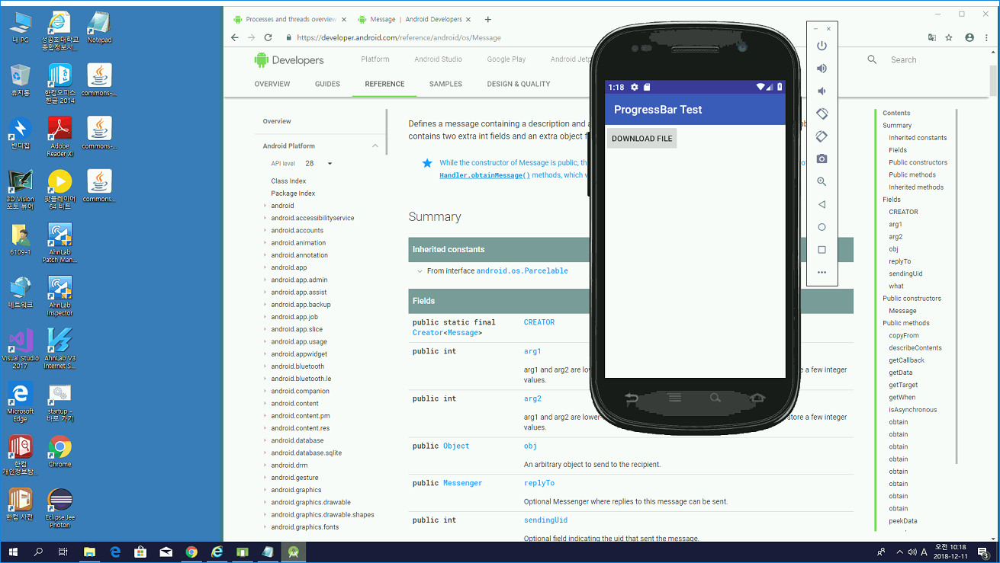 내 PC
성공회대학교
종합정보시...
Notepad
휴지통
한컴오피스
한글 2014
commons-...
반디집
Adobe
Reader XI
commons-...
3D Vision
포토 뷰어
팟플레이어
64 비트
commons...
6109-1
AhnLab
Patch Man...
네트워크
AhnLab
Inspector
Visual Studio
2017
AhnLab V3
Internet S...
Microsoft
Edge
startup -
바로 가기
한컴
개인정보탐...
Chrome
한컴 사전
Eclipse Jee
Photon
Processes and threads overview
Message | Android Developers
https://developer.android.com/reference/android/os/Message
Developers
Platform
Android Studio
Google Play
Android Jetp
Search
OVERVIEW
GUIDES
REFERENCE
SAMPLES
DESIGN & QUALITY
Overview
Android Platform
API level 28
Class Index
Package Index
android
android.accessibilityservice
android.accounts
android.animation
android.annotation
android.app
android.app.admin
android.app.assist
android.app.backup
android.app.job
android.app.slice
android.app.usage
android.appwidget
android.bluetooth
android.bluetooth.le
android.companion
android.content
android.content.pm
android.content.res
android.database
android.database.sqlite
android.drm
android.gesture
android.graphics
android.graphics.drawable
android.graphics.drawable.shapes
android.graphics.fonts
Defines a message containing a description and a
contains two extra int fields and an extra object f
While the constructor of Message is public, th
Handler.obtainMessage() methods, which
Summary
Inherited constants
From interface android.os.Parcelable
Fields
public static final
Creator<Message>
CREATOR
public int
arg1
arg1 and arg2 are lo
e a few integer
values.
public int
arg2
arg1 and arg2 are lower-
store a few integer
values.
public Object
obj
An arbitrary object to send to the recipient.
public Messenger
replyTo
Optional Messenger where replies to this message can be sent.
public int
sendingUid
Optional field indicating the uid that sent the message.
1:18
ProgressBar Test
DOWNLOAD FILE
Contents
Summary
Inherited constants
Fields
Public constructors
Public methods
Inherited methods
Fields
CREATOR
arg1
arg2
obj
replyTo
sendingUid
what
Public constructors
Message
Public methods
copyFrom
describeContents
getCallback
getData
getTarget
getWhen
isAsynchronous
obtain
obtain
obtain
obtain
obtain
obtain
obtain
obtain
peekData
A
오전 10:18
2018-12-11
3